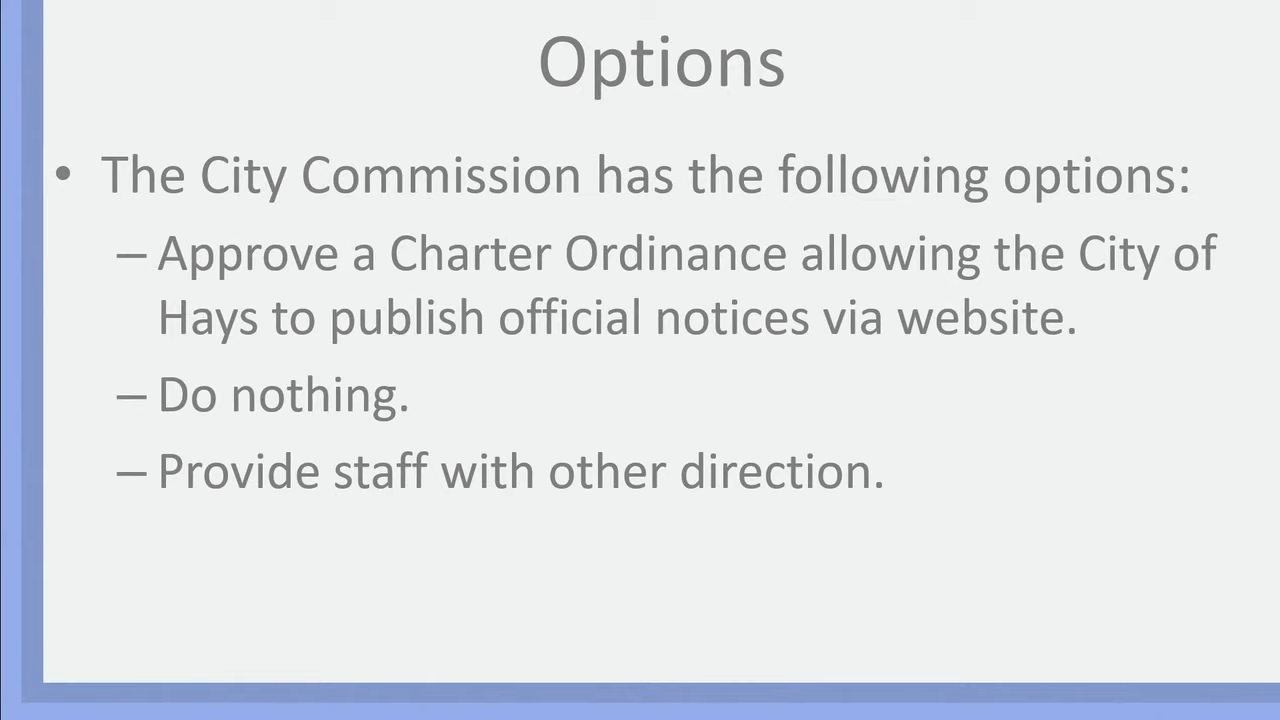 Options
• The City Commission has the following options:
– Approve a Charter Ordinance allowing the City of
Hays to publish official notices via website.
– Do nothing.
– Provide staff with other direction.